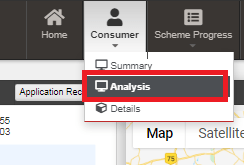 Home
Consumer
Scheme Progress
Summary
Analysis
Application Rec
Details
55
03
Map
Satellite
75